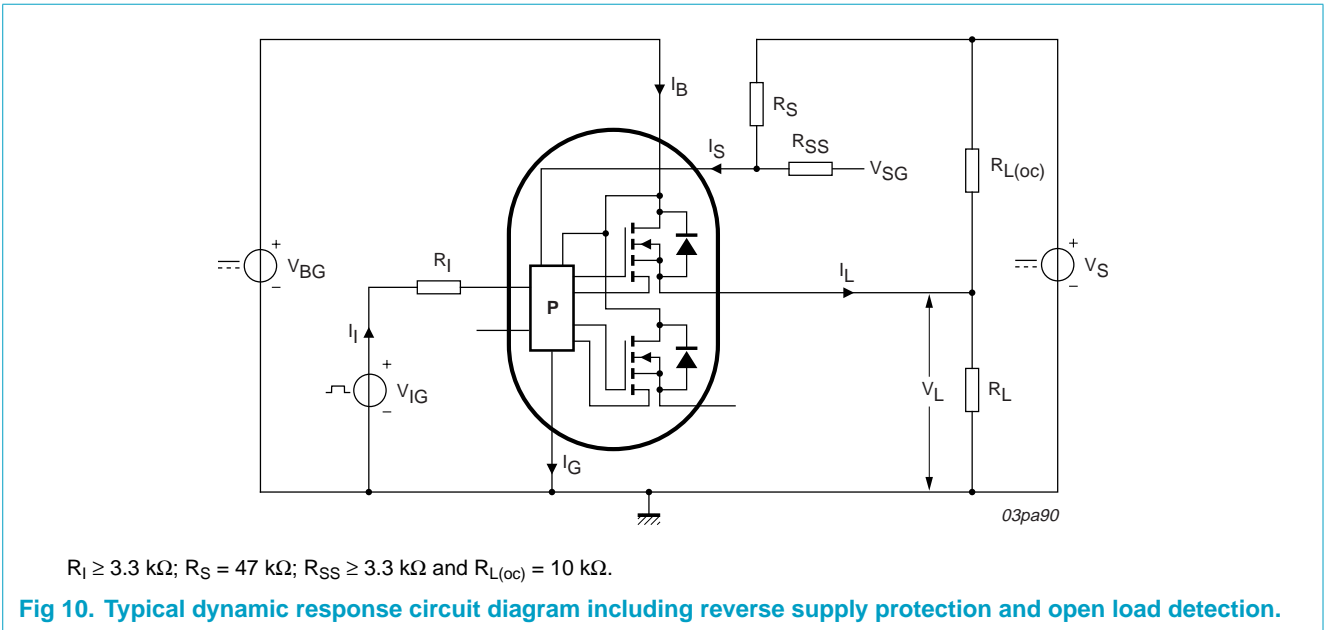 I_B
R_S
R_SS
I_S
V_SG
R_L(oc)
+
V_BG
−
R_I
P
I_L
+
V_S
−
I_I
+
V_IG
−
V_L
R_L
I_G
03pa90
R_I ≥ 3.3 kΩ; R_S = 47 kΩ; R_SS ≥ 3.3 kΩ and R_L(oc) = 10 kΩ.
Fig 10. Typical dynamic response circuit diagram including reverse supply protection and open load detection.